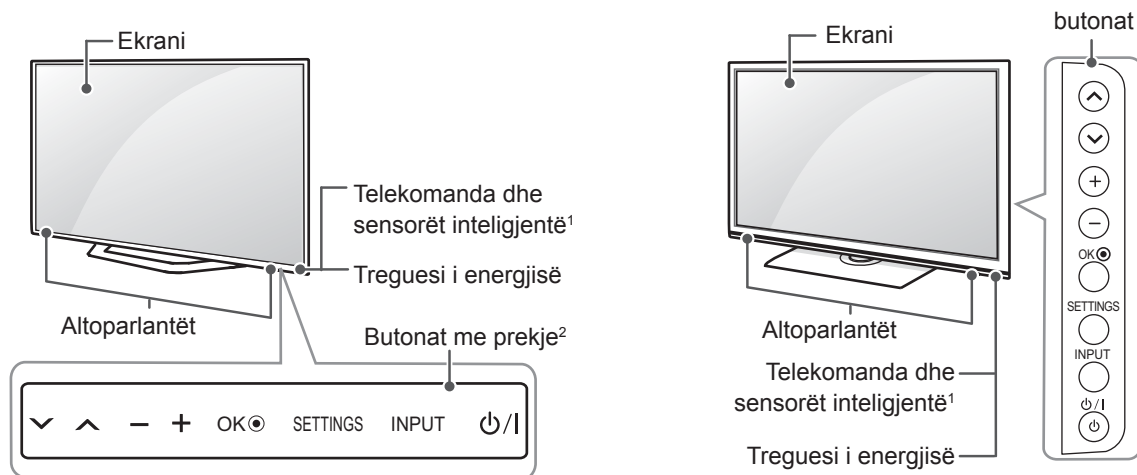 Ekrani
Telekomanda dhe
sensorët inteligjentë1
Treguesi i energjisë
Altoparlantët
Butonat me prekje2
OK SETTINGS INPUT
Ekrani
butonat
OK
SETTINGS
INPUT
Altoparlantët
Telekomanda dhe
sensorët inteligjentë1
Treguesi i energjisë